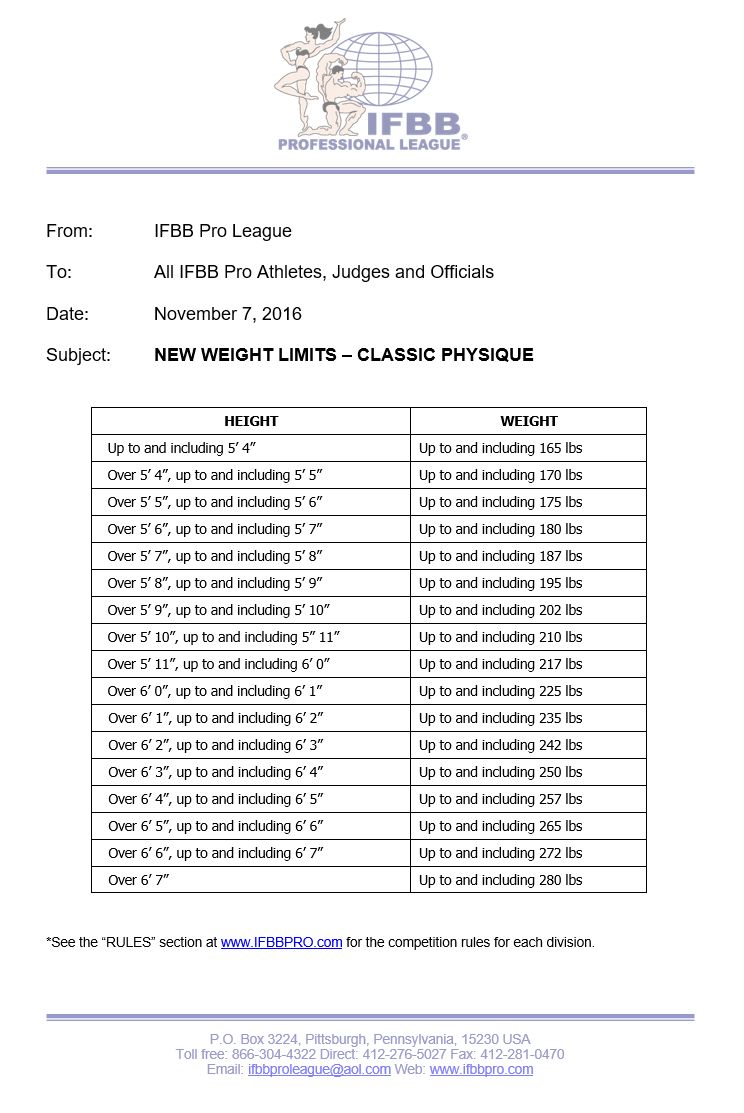 IFBB
PROFESSIONAL LEAGUE®
From: IFBB Pro League
To: All IFBB Pro Athletes, Judges and Officials
Date: November 7, 2016
Subject: NEW WEIGHT LIMITS – CLASSIC PHYSIQUE
HEIGHT WEIGHT
Up to and including 5’ 4” Up to and including 165 lbs
Over 5’ 4”, up to and including 5’ 5” Up to and including 170 lbs
Over 5’ 5”, up to and including 5’ 6” Up to and including 175 lbs
Over 5’ 6”, up to and including 5’ 7” Up to and including 180 lbs
Over 5’ 7”, up to and including 5’ 8” Up to and including 187 lbs
Over 5’ 8”, up to and including 5’ 9” Up to and including 195 lbs
Over 5’ 9”, up to and including 5’ 10” Up to and including 202 lbs
Over 5’ 10”, up to and including 5” 11” Up to and including 210 lbs
Over 5’ 11”, up to and including 6’ 0” Up to and including 217 lbs
Over 6’ 0”, up to and including 6’ 1” Up to and including 225 lbs
Over 6’ 1”, up to and including 6’ 2” Up to and including 235 lbs
Over 6’ 2”, up to and including 6’ 3” Up to and including 242 lbs
Over 6’ 3”, up to and including 6’ 4” Up to and including 250 lbs
Over 6’ 4”, up to and including 6’ 5” Up to and including 257 lbs
Over 6’ 5”, up to and including 6’ 6” Up to and including 265 lbs
Over 6’ 6”, up to and including 6’ 7” Up to and including 272 lbs
Over 6’ 7” Up to and including 280 lbs
*See the “RULES” section at www.IFBBPRO.com for the competition rules for each division.
P.O. Box 3224, Pittsburgh, Pennsylvania, 15230 USA
Toll free: 866-304-4322 Direct: 412-276-5027 Fax: 412-281-0470
Email: ifbbproleague@aol.com Web: www.ifbbpro.com